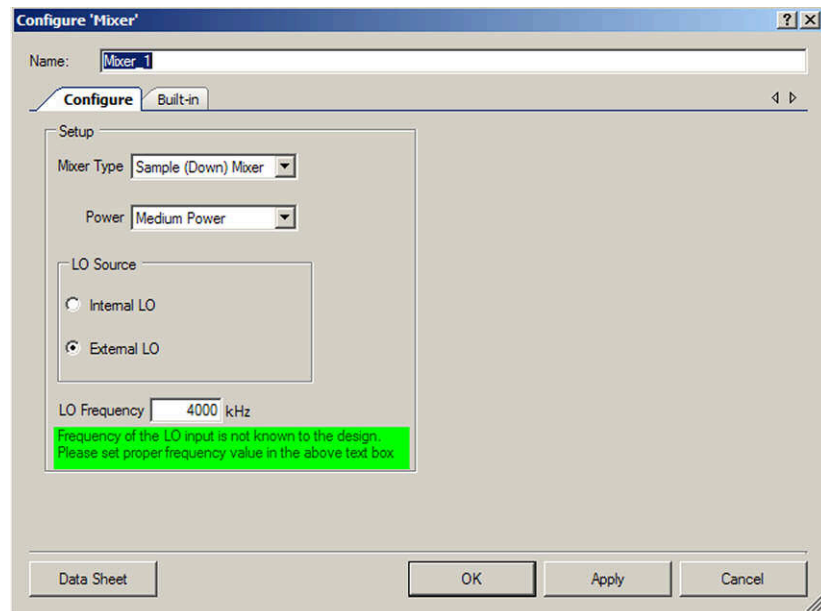 Configure 'Mixer'
Name: Mixer_1
Configure Built-in
Setup
Mixer Type Sample (Down) Mixer
Power Medium Power
LO Source
Internal LO
External LO
LO Frequency 4000 kHz
Frequency of the LO input is not known to the design.
Please set proper frequency value in the above text box
Data Sheet OK Apply Cancel